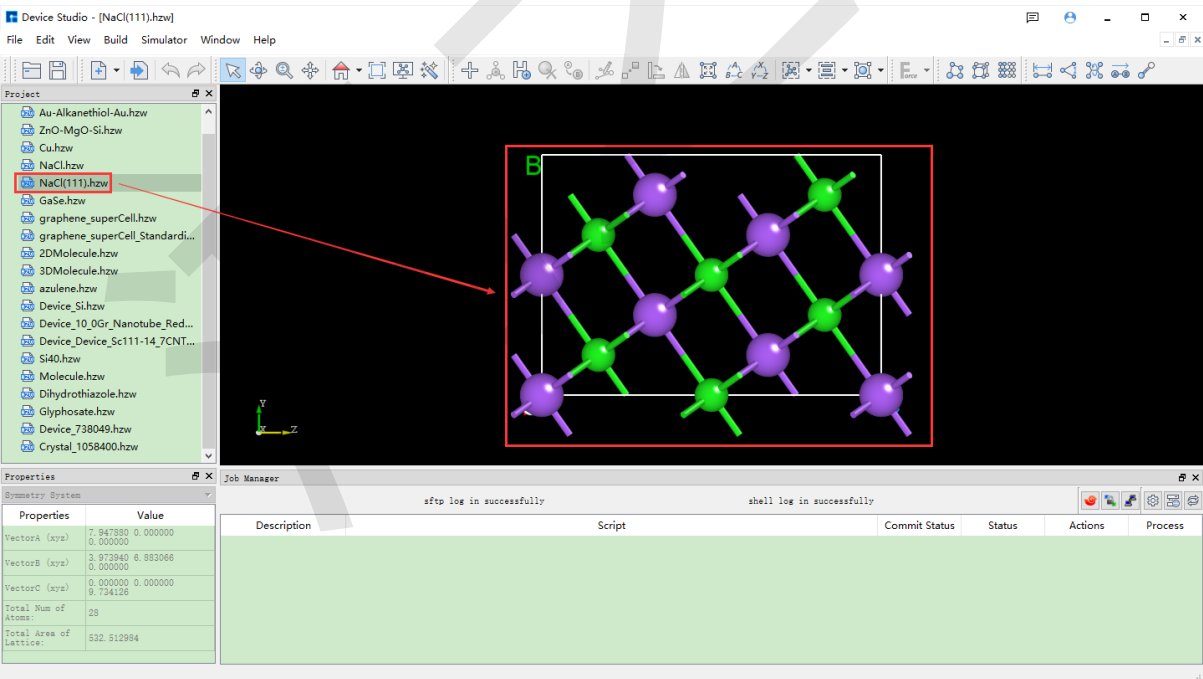 Device Studio - [NaCl(111).hzw]
File Edit View Build Simulator Window Help
Project
Au-Alkanethiol-Au.hzw
ZnO-MgO-Si.hzw
Cu.hzw
NaCl.hzw
NaCl(111).hzw
GaSe.hzw
graphene_superCell.hzw
graphene_superCell_Standardi...
2DMolecule.hzw
3DMolecule.hzw
azulene.hzw
Device_Si.hzw
Device_10_0Gr_Nanotube_Red...
Device_Device_Sc111-14_7CNT...
Si40.hzw
Molecule.hzw
Dihydrothiazole.hzw
Glyphosate.hzw
Device_738049.hzw
Crystal_1058400.hzw
B
Y
X Z
Properties
Symmetry System
Properties Value
VectorA (xyz) 7.947880 0.000000
0.000000
VectorB (xyz) 3.973940 6.883066
0.000000
VectorC (xyz) 0.000000 0.000000
9.734126
Total Num of
Atoms: 28
Total Area of
Lattice: 532.512984
Job Manager
sftp log in successfully shell log in successfully
Description Script Commit Status Status Actions Process